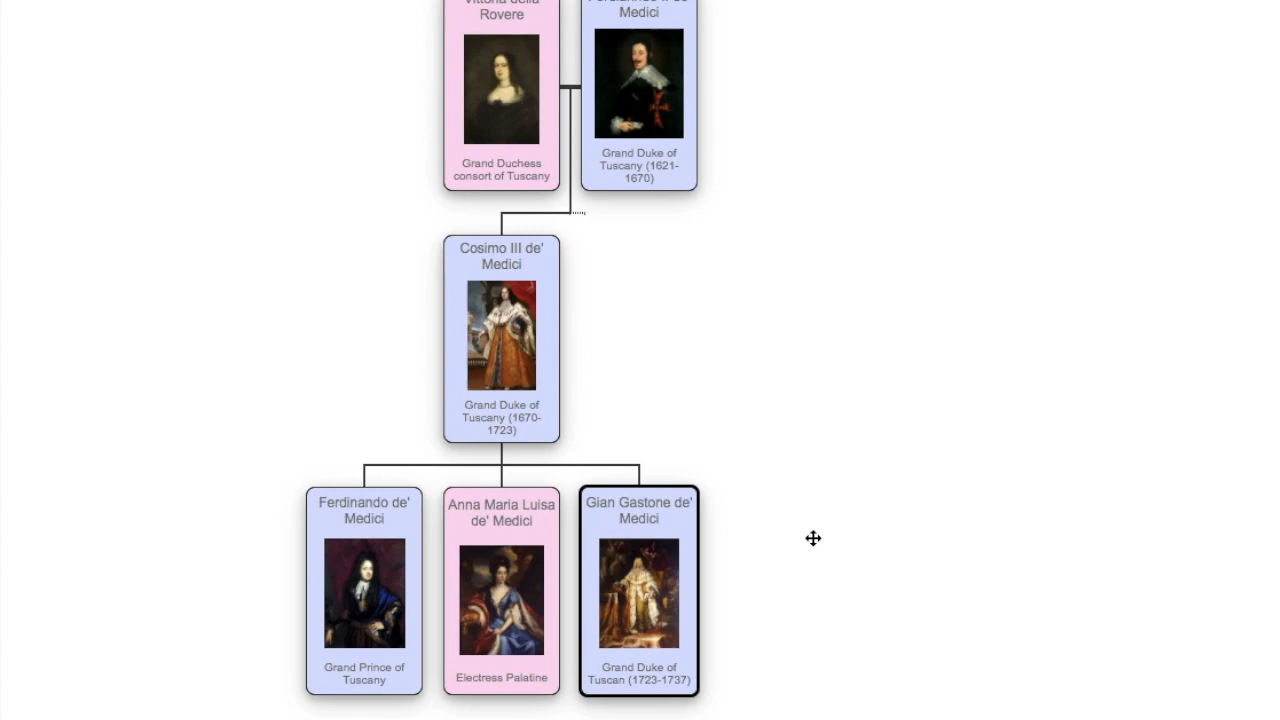 Vittoria della
Rovere
Medici
Grand Duchess
consort of Tuscany
Grand Duke of
Tuscany (1621-
1670)
Cosimo III de'
Medici
Grand Duke of
Tuscany (1670-
1723)
Ferdinando de'
Medici
Grand Prince of
Tuscany
Anna Maria Luisa
de' Medici
Electress Palatine
Gian Gastone de'
Medici
Grand Duke of
Tuscan (1723-1737)